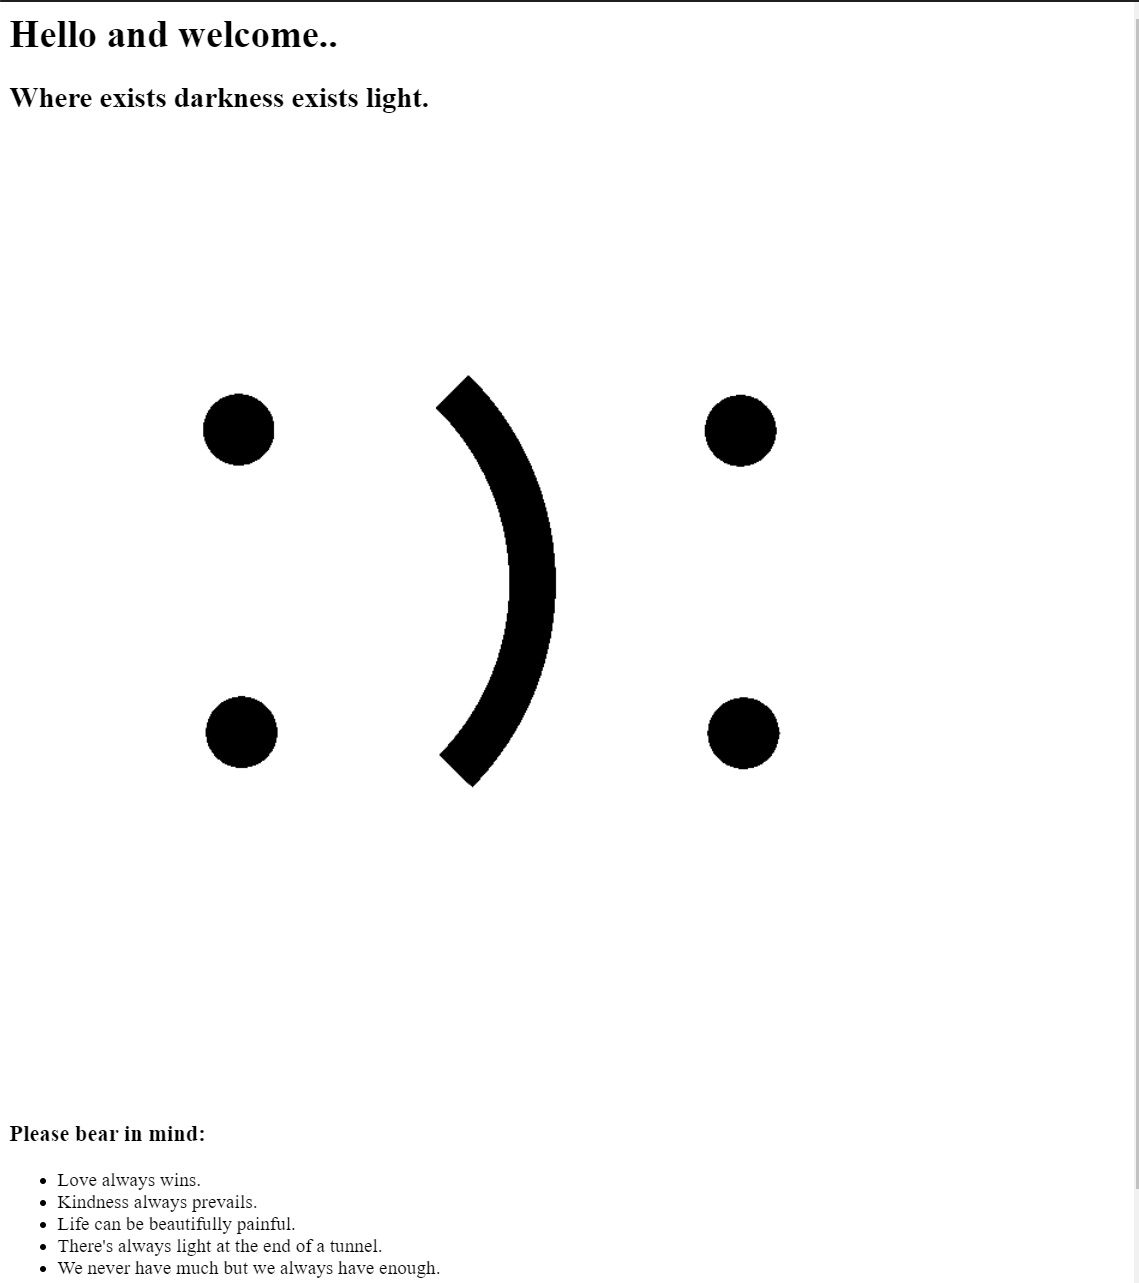 Hello and welcome..
Where exists darkness exists light.
:):
Please bear in mind:
Love always wins.
Kindness always prevails.
Life can be beautifully painful.
There's always light at the end of a tunnel.
We never have much but we always have enough.